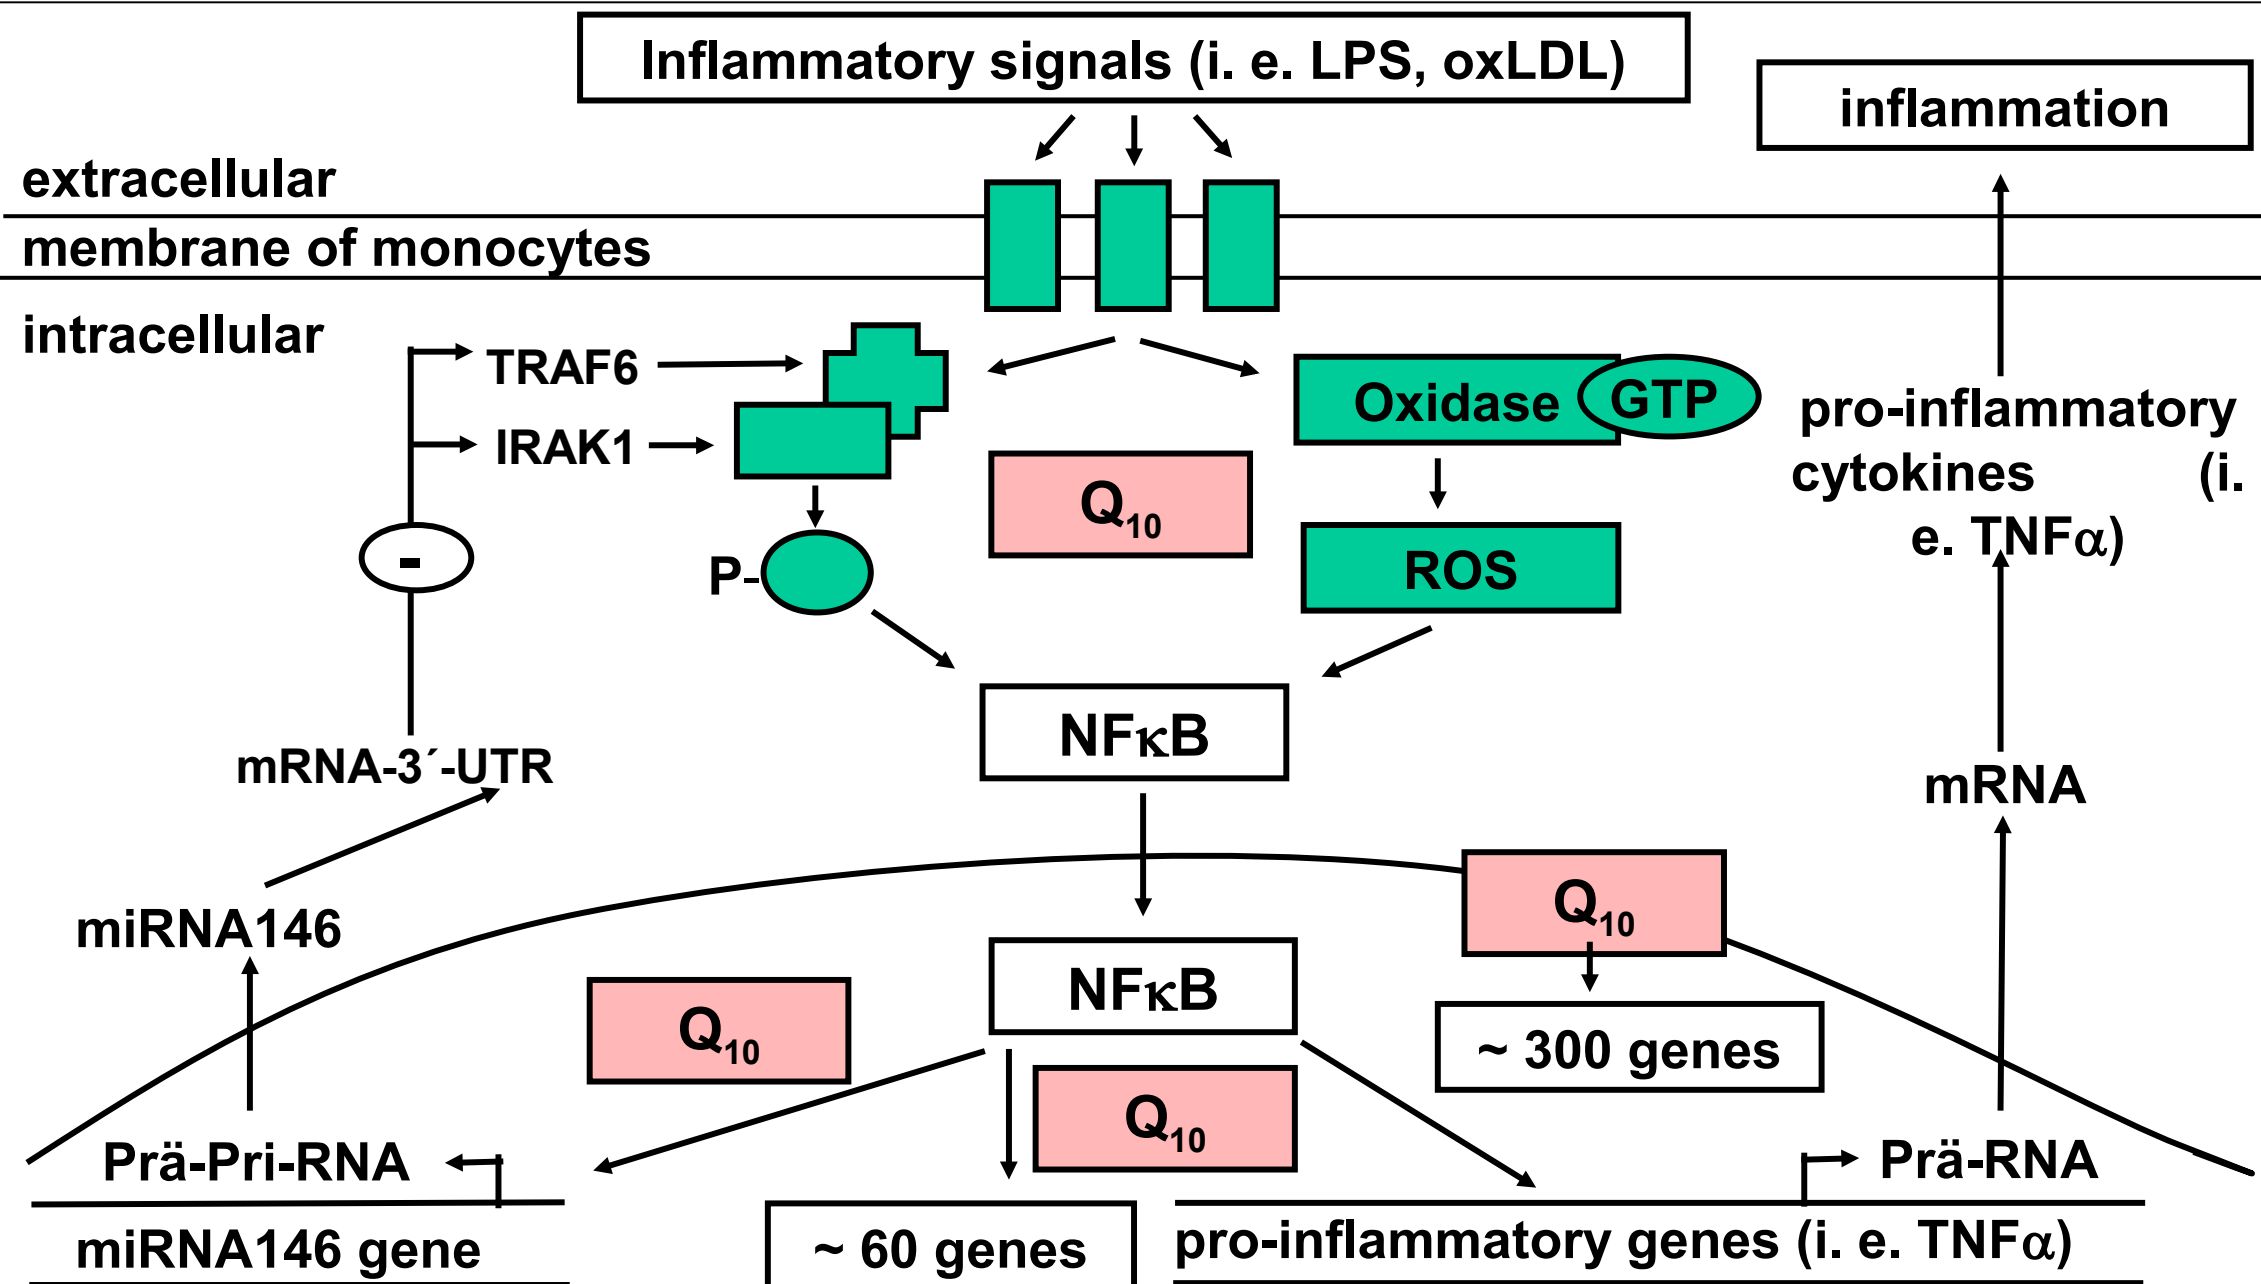 Inflammatory signals (i. e. LPS, oxLDL)
inflammation
extracellular
membrane of monocytes
intracellular
TRAF6
IRAK1
Oxidase
GTP
pro-inflammatory
cytokines (i.
e. TNFα)
Q10
-
P-
ROS
NFκB
mRNA-3´-UTR
mRNA
miRNA146
Q10
NFκB
Q10
~ 300 genes
Q10
Prä-Pri-RNA
Prä-RNA
miRNA146 gene
~ 60 genes
pro-inflammatory genes (i. e. TNFα)